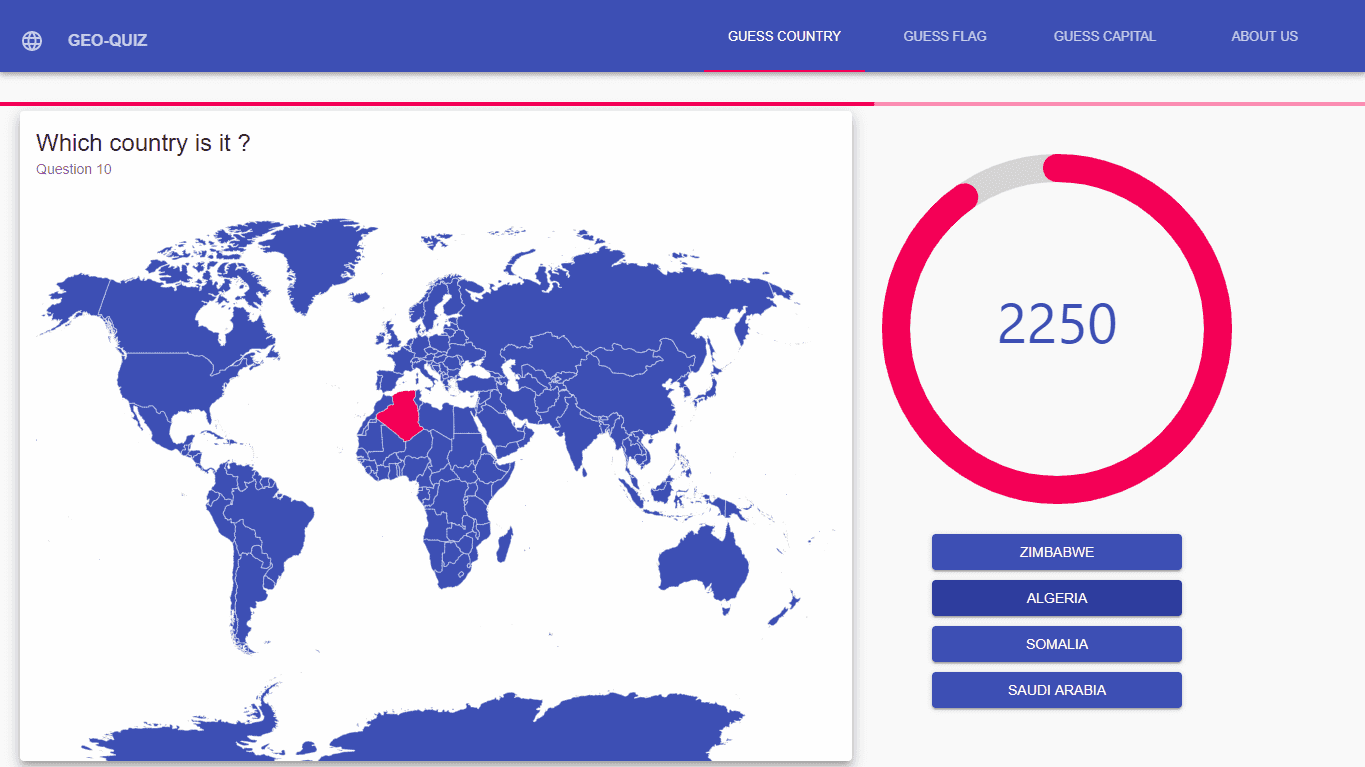 GEO-QUIZ
GUESS COUNTRY
GUESS FLAG
GUESS CAPITAL
ABOUT US
Which country is it ?
Question 10
2250
ZIMBABWE
ALGERIA
SOMALIA
SAUDI ARABIA